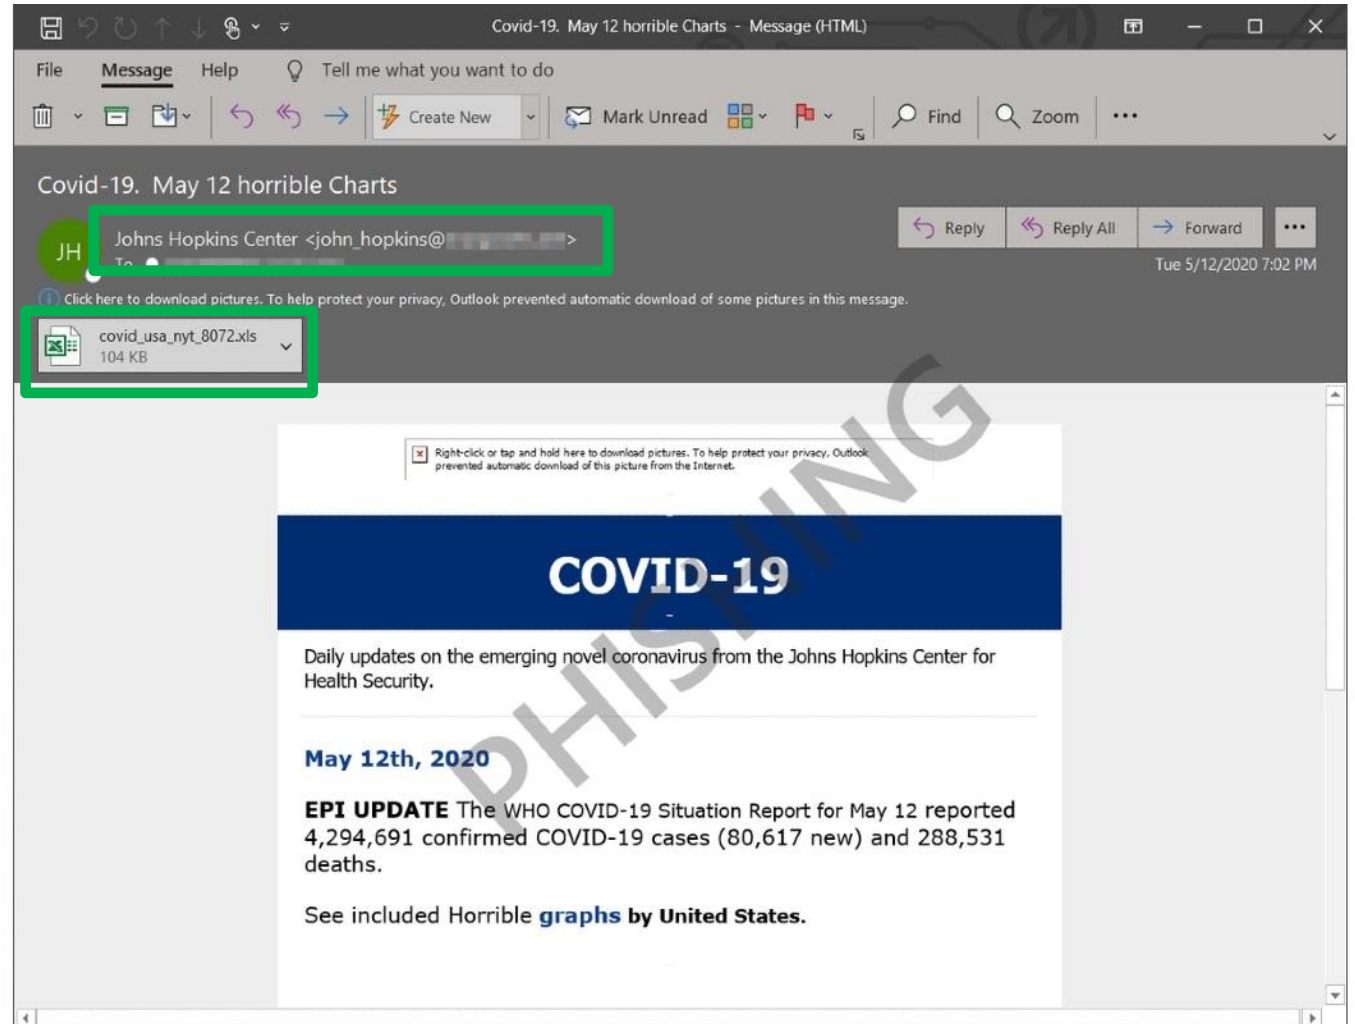 Covid-19. May 12 horrible Charts - Message (HTML)
File Message Help Tell me what you want to do
Create New Mark Unread Find Zoom
Covid-19. May 12 horrible Charts
JH
Johns Hopkins Center <john_hopkins@ >
To
Reply Reply All Forward
Tue 5/12/2020 7:02 PM
Click here to download pictures. To help protect your privacy, Outlook prevented automatic download of some pictures in this message.
covid_usa_nyt_8072.xls
104 KB
Right-click or tap and hold here to download pictures. To help protect your privacy, Outlook
prevented automatic download of this picture from the Internet.
COVID-19
Daily updates on the emerging novel coronavirus from the Johns Hopkins Center for
Health Security.
May 12th, 2020
EPI UPDATE The WHO COVID-19 Situation Report for May 12 reported
4,294,691 confirmed COVID-19 cases (80,617 new) and 288,531
deaths.
See included Horrible graphs by United States.
PHISHING